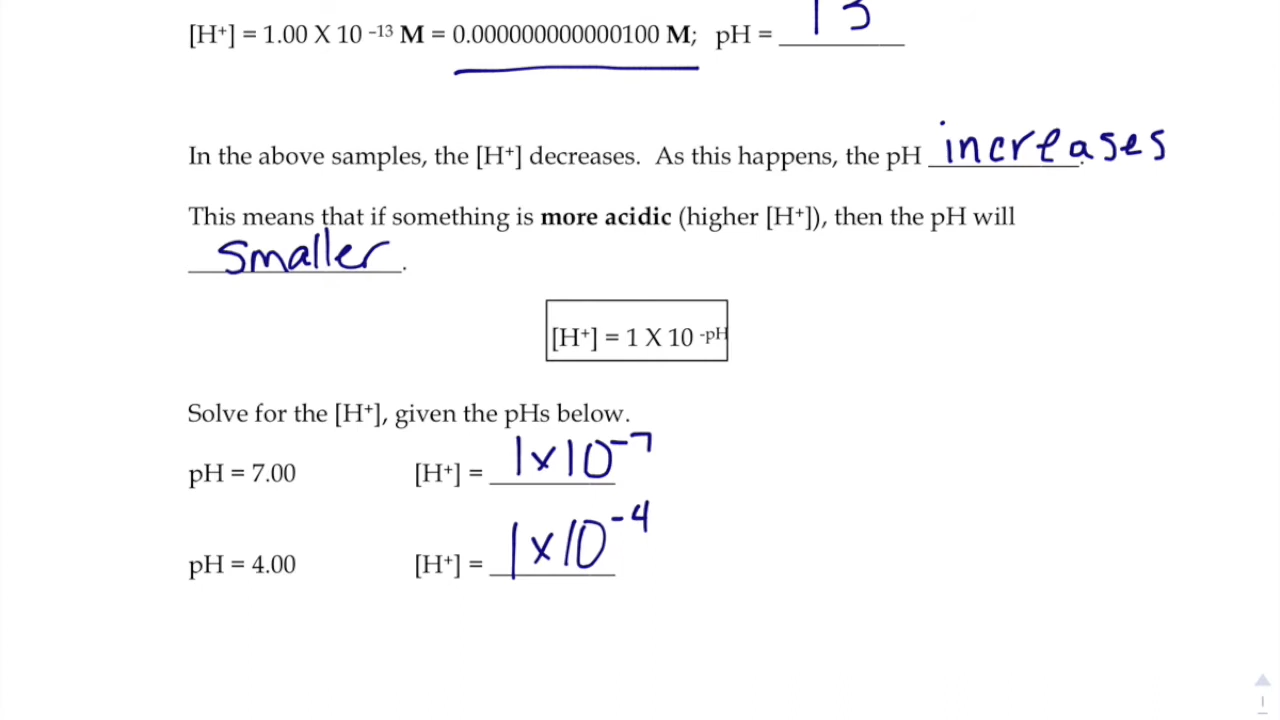 [H⁺] = 1.00 X 10 ⁻¹³ M = 0.000000000000100 M; pH = 13
In the above samples, the [H⁺] decreases. As this happens, the pH increases.
This means that if something is more acidic (higher [H⁺]), then the pH will
smaller.
[H⁺] = 1 X 10 ⁻ᵖᴴ
Solve for the [H⁺], given the pHs below.
pH = 7.00 [H⁺] = 1x10⁻⁷
pH = 4.00 [H⁺] = 1x10⁻⁴
1